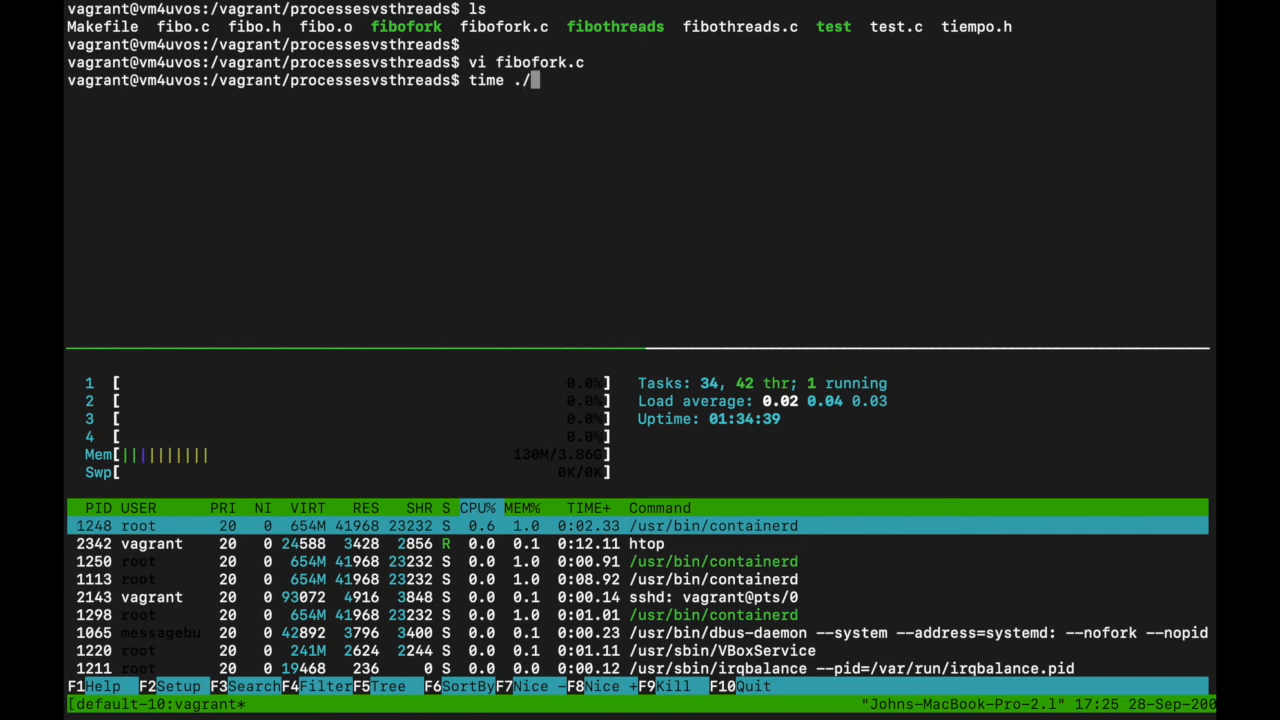 vagrant@vm4uvos:/vagrant/processesvsthreads$ ls
Makefile fibo.c fibo.h fibo.o fibofork fibofork.c fibothreads fibothreads.c test test.c tiempo.h
vagrant@vm4uvos:/vagrant/processesvsthreads$
vagrant@vm4uvos:/vagrant/processesvsthreads$ vi fibofork.c
vagrant@vm4uvos:/vagrant/processesvsthreads$ time ./
1 [ 0.0%] Tasks: 34, 42 thr; 1 running
2 [ 0.0%] Load average: 0.02 0.04 0.03
3 [ 0.0%] Uptime: 01:34:39
4 [ 0.0%]
Mem[|||||||||| 130M/3.86G]
Swp[ 0K/0K]
PID USER PRI NI VIRT RES SHR S CPU% MEM% TIME+ Command
1248 root 20 0 654M 41968 23232 S 0.6 1.0 0:02.33 /usr/bin/containerd
2342 vagrant 20 0 24588 3428 2856 R 0.0 0.1 0:12.11 htop
1250 root 20 0 654M 41968 23232 S 0.0 1.0 0:00.91 /usr/bin/containerd
1113 root 20 0 654M 41968 23232 S 0.0 1.0 0:08.92 /usr/bin/containerd
2143 vagrant 20 0 93072 4916 3848 S 0.0 0.1 0:00.14 sshd: vagrant@pts/0
1298 root 20 0 654M 41968 23232 S 0.0 1.0 0:01.01 /usr/bin/containerd
1065 messagebu 20 0 42892 3796 3400 S 0.0 0.1 0:00.23 /usr/bin/dbus-daemon --system --address=systemd: --nofork --nopid
1220 root 20 0 241M 2624 2244 S 0.0 0.1 0:01.11 /usr/sbin/VBoxService
1211 root 20 0 19468 236 0 S 0.0 0.0 0:00.12 /usr/sbin/irqbalance --pid=/var/run/irqbalance.pid
F1Help F2Setup F3SearchF4FilterF5Tree F6SortByF7Nice -F8Nice +F9Kill F10Quit
[default-10:vagrant* "Johns-MacBook-Pro-2.l" 17:25 28-Sep-200